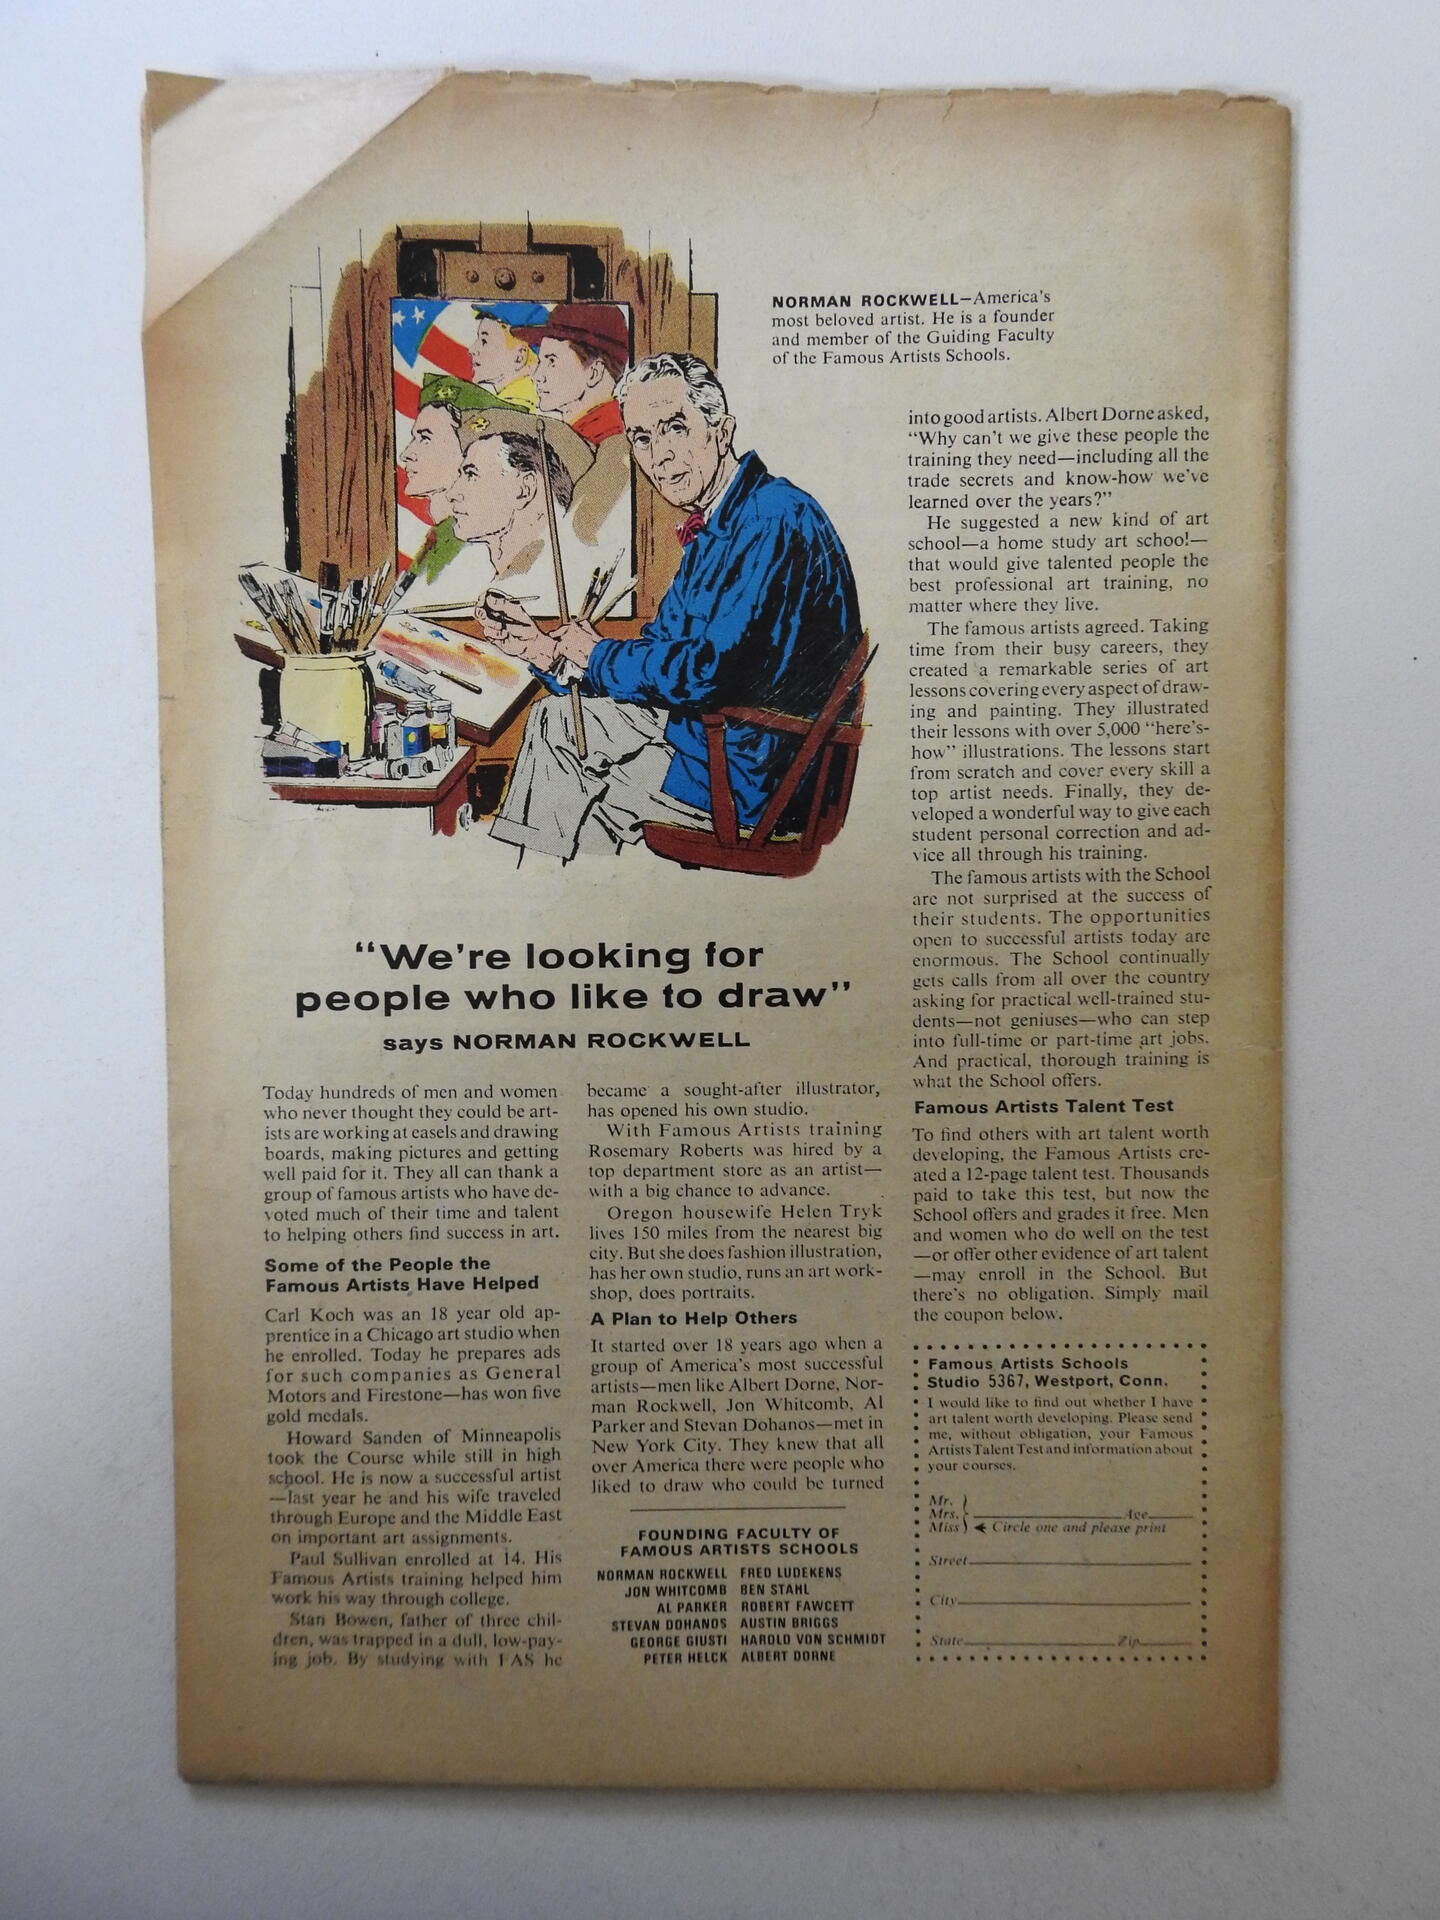 NORMAN ROCKWELL—America's
most beloved artist. He is a founder
and member of the Guiding Faculty
of the Famous Artists Schools.
"We're looking for
people who like to draw"
says NORMAN ROCKWELL
Today hundreds of men and women
who never thought they could be art-
ists are working at easels and drawing
boards, making pictures and getting
well paid for it. They all can thank a
group of famous artists who have de-
voted much of their time and talent
to helping others find success in art.
Some of the People the
Famous Artists Have Helped
Carl Koch was an 18 year old ap-
prentice in a Chicago art studio when
he enrolled. Today he prepares ads
for such companies as General
Motors and Firestone—has won five
gold medals.
Howard Sanden of Minneapolis
took the Course while still in high
school. He is now a successful artist
—last year he and his wife traveled
through Europe and the Middle East
on important art assignments.
Paul Sullivan enrolled at 14. His
Famous Artists training helped him
work his way through college.
Stan Bowen, father of three chil-
dren, was trapped in a dull, low-pay-
ing job. By studying with FAS he
became a sought-after illustrator,
has opened his own studio.
With Famous Artists training
Rosemary Roberts was hired by a
top department store as an artist—
with a big chance to advance.
Oregon housewife Helen Tryk
lives 150 miles from the nearest big
city. But she does fashion illustration,
has her own studio, runs an art work-
shop, does portraits.
A Plan to Help Others
It started over 18 years ago when a
group of America's most successful
artists—men like Albert Dorne, Nor-
man Rockwell, Jon Whitcomb, Al
Parker and Stevan Dohanos—met in
New York City. They knew that all
over America there were people who
liked to draw who could be turned
FOUNDING FACULTY OF
FAMOUS ARTISTS SCHOOLS
NORMAN ROCKWELL FRED LUDEKENS
JON WHITCOMB BEN STAHL
AL PARKER ROBERT FAWCETT
STEVAN DOHANOS AUSTIN BRIGGS
GEORGE GIUSTI HAROLD VON SCHMIDT
PETER HELCK ALBERT DORNE
into good artists. Albert Dorne asked,
"Why can't we give these people the
training they need—including all the
trade secrets and know-how we've
learned over the years?"
He suggested a new kind of art
school—a home study art school—
that would give talented people the
best professional art training, no
matter where they live.
The famous artists agreed. Taking
time from their busy careers, they
created a remarkable series of art
lessons covering every aspect of draw-
ing and painting. They illustrated
their lessons with over 5,000 "here's-
how" illustrations. The lessons start
from scratch and cover every skill a
top artist needs. Finally, they de-
veloped a wonderful way to give each
student personal correction and ad-
vice all through his training.
The famous artists with the School
are not surprised at the success of
their students. The opportunities
open to successful artists today are
enormous. The School continually
gets calls from all over the country
asking for practical well-trained stu-
dents—not geniuses—who can step
into full-time or part-time art jobs.
And practical, thorough training is
what the School offers.
Famous Artists Talent Test
To find others with art talent worth
developing, the Famous Artists cre-
ated a 12-page talent test. Thousands
paid to take this test, but now the
School offers and grades it free. Men
and women who do well on the test
—or offer other evidence of art talent
—may enroll in the School. But
there's no obligation. Simply mail
the coupon below.
Famous Artists Schools
Studio 5367, Westport, Conn.
I would like to find out whether I have
art talent worth developing. Please send
me, without obligation, your Famous
Artists Talent Test and information about
your courses.
Mr.
Mrs. Age
Miss Circle one and please print
Street
City
State Zip